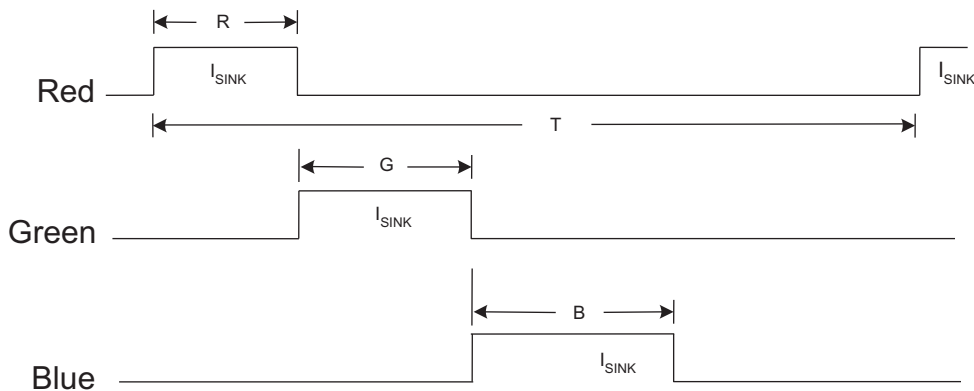 R
I_SINK
I_SINK
Red
T
G
I_SINK
Green
B
I_SINK
Blue